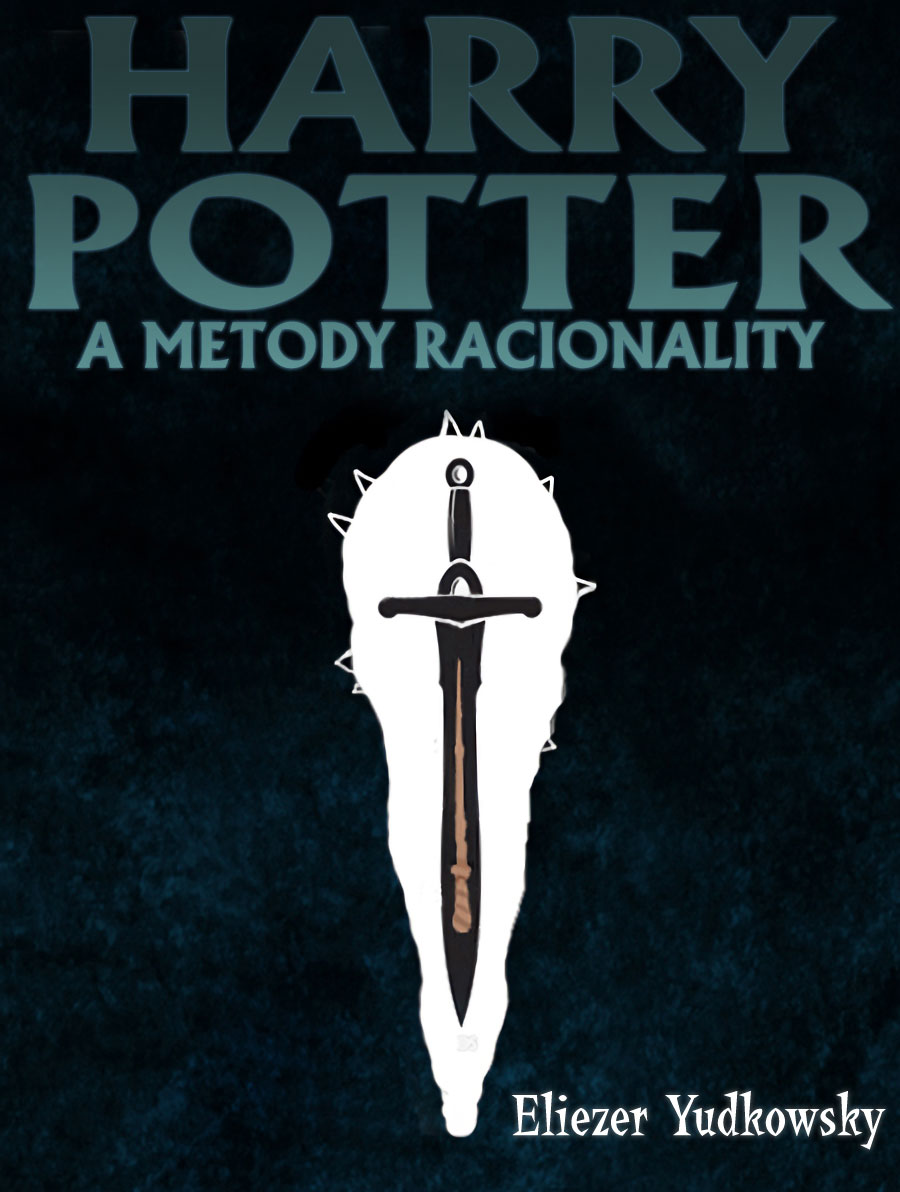 HARRY
POTTER
A METODY RACIONALITY
Eliezer Yudkowsky